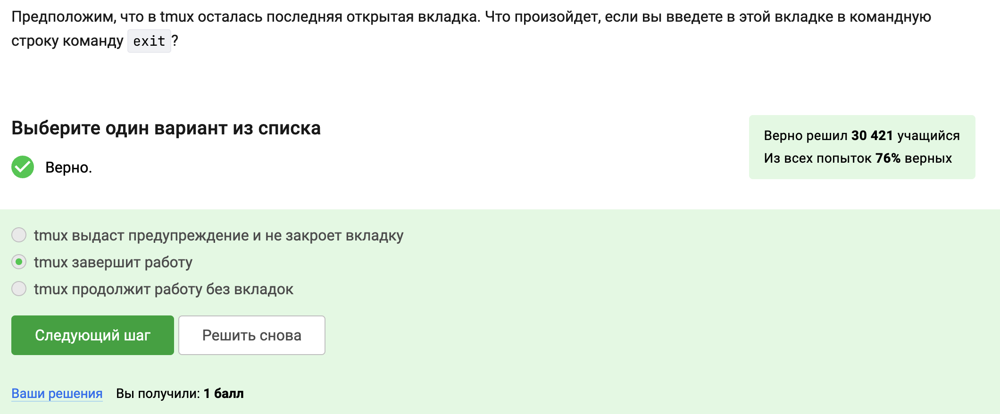 Предположим, что в tmux осталась последняя открытая вкладка. Что произойдет, если вы введете в этой вкладке в командную
строку команду exit?
Выберите один вариант из списка
Верно.
Верно решил 30 421 учащийся
Из всех попыток 76% верных
tmux выдаст предупреждение и не закроет вкладку
tmux завершит работу
tmux продолжит работу без вкладок
Следующий шаг
Решить снова
Ваши решения Вы получили: 1 балл